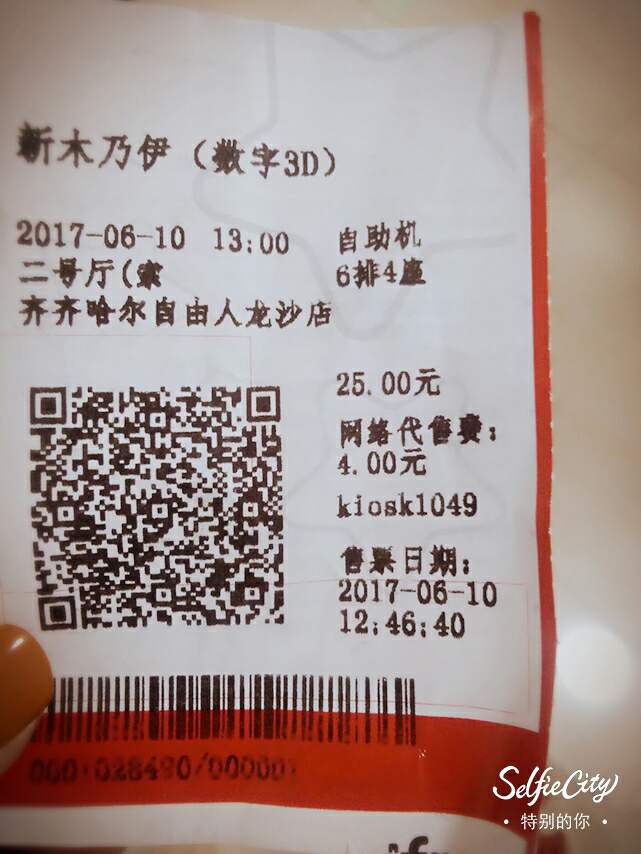 新木乃伊（数字3D）
2017-06-10 13:00 自助机
二号厅(家 6排4座
齐齐哈尔自由人龙沙店
25.00元
网络代售费:
4.00元
kiosk1049
售票日期:
2017-06-10
12:46:40
SelfieCity
• 特别的你 •